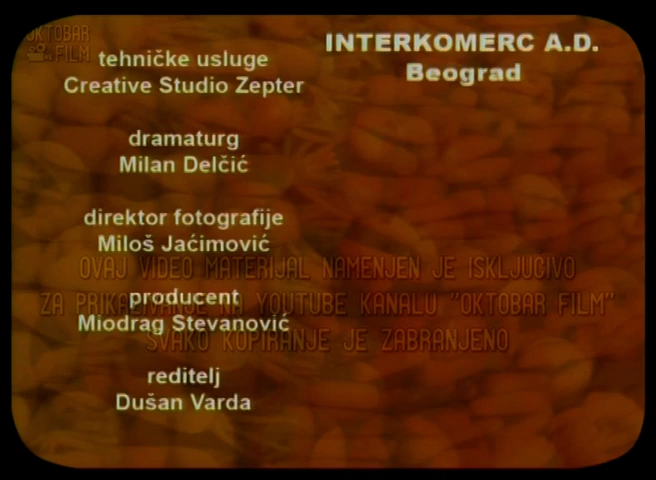 OKTOBAR
FILM
tehničke usluge
Creative Studio Zepter
dramaturg
Milan Delčić
direktor fotografije
Miloš Jaćimović
producent
Miodrag Stevanović
reditelj
Dušan Varda
INTERKOMERC A.D.
Beograd
OVAJ VIDEO MATERIJAL NAMENJEN JE ISKLJUCIVO
ZA PRIKAZIVANJE NA YOUTUBE KANALU "OKTOBAR FILM"
SVAKO KOPIRANJE JE ZABRANJENO